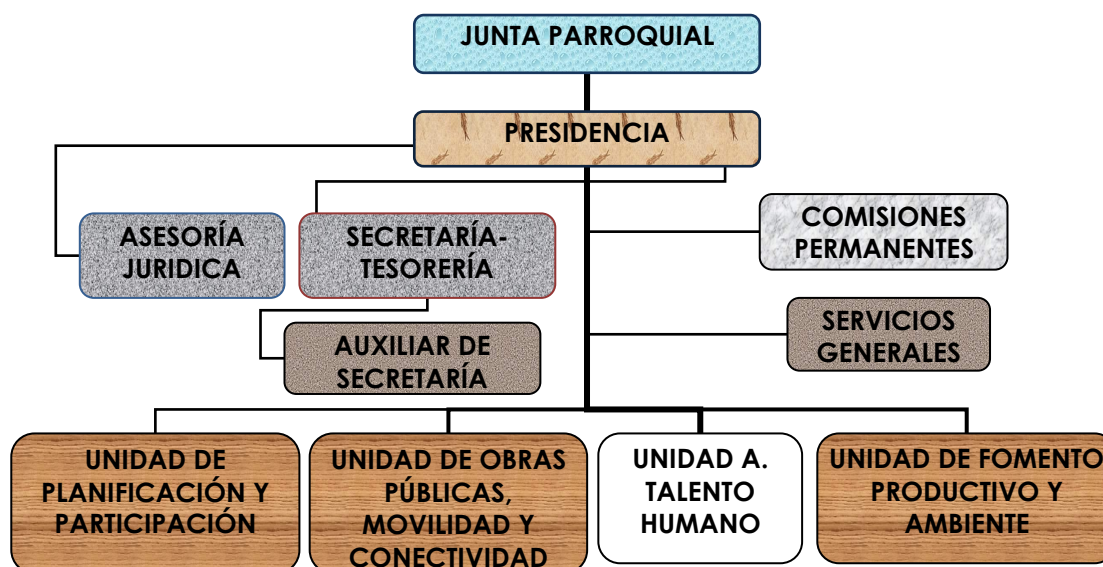 JUNTA PARROQUIAL
PRESIDENCIA
ASESORÍA
JURIDICA
SECRETARÍA-
TESORERÍA
COMISIONES
PERMANENTES
AUXILIAR DE
SECRETARÍA
SERVICIOS
GENERALES
UNIDAD DE
PLANIFICACIÓN Y
PARTICIPACIÓN
UNIDAD DE OBRAS
PÚBLICAS,
MOVILIDAD Y
CONECTIVIDAD
UNIDAD A.
TALENTO
HUMANO
UNIDAD DE FOMENTO
PRODUCTIVO Y
AMBIENTE